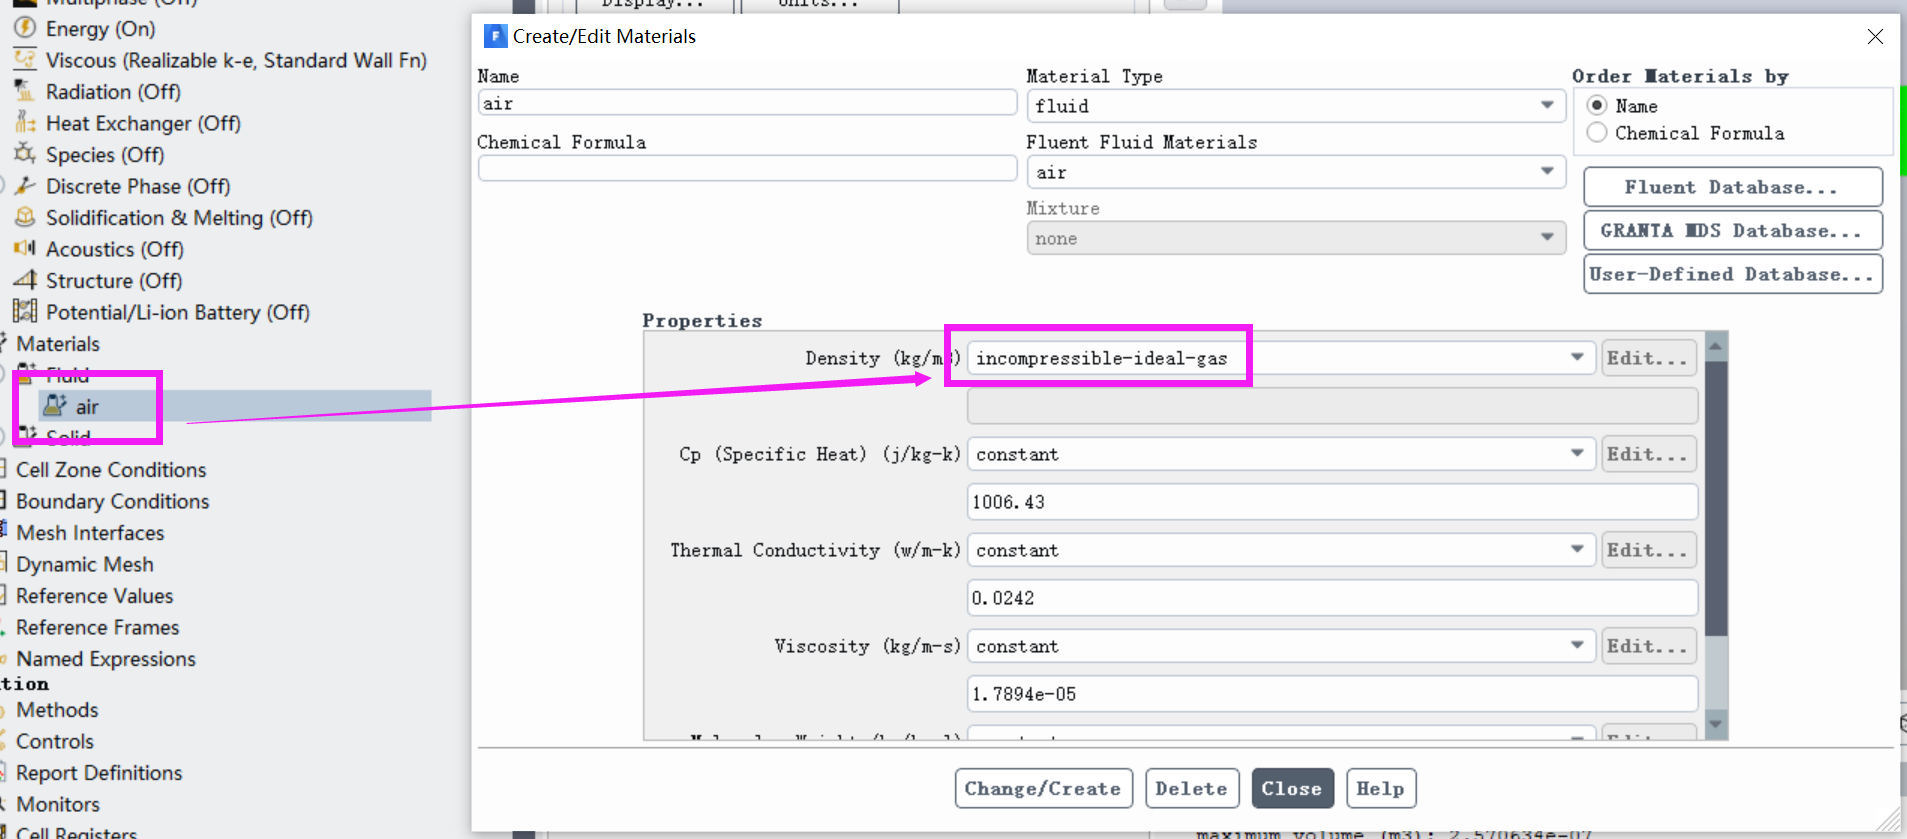 Multiphase (Off)
Energy (On)
Viscous (Realizable k-e, Standard Wall Fn)
Radiation (Off)
Heat Exchanger (Off)
Species (Off)
Discrete Phase (Off)
Solidification & Melting (Off)
Acoustics (Off)
Structure (Off)
Potential/Li-ion Battery (Off)
Materials
Fluid
air
Solid
Cell Zone Conditions
Boundary Conditions
Mesh Interfaces
Dynamic Mesh
Reference Values
Reference Frames
Named Expressions
tion
Methods
Controls
Report Definitions
Monitors
Cell Registers
Display...
Units...
Create/Edit Materials
Name
air
Chemical Formula
Material Type
fluid
Fluent Fluid Materials
air
Mixture
none
Order Materials by
Name
Chemical Formula
Fluent Database...
GRANTA MDS Database...
User-Defined Database...
Properties
Density (kg/m3) incompressible-ideal-gas Edit...
Cp (Specific Heat) (j/kg-k) constant Edit...
1006.43
Thermal Conductivity (w/m-k) constant Edit...
0.0242
Viscosity (kg/m-s) constant Edit...
1.7894e-05
Change/Create Delete Close Help
maximum volume (m3): 2.570634e-07